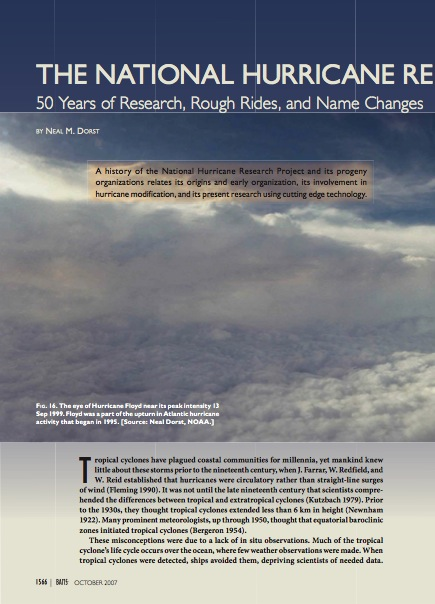 THE NATIONAL HURRICANE RE
50 Years of Research, Rough Rides, and Name Changes
BY NEAL M. DORST
A history of the National Hurricane Research Project and its progeny
organizations relates its origins and early organization, its involvement in
hurricane modification, and its present research using cutting edge technology.
FIG. 16. The eye of Hurricane Floyd near its peak intensity 13
Sep 1999. Floyd was a part of the upturn in Atlantic hurricane
activity that began in 1995. [Source: Neal Dorst, NOAA.]
Tropical cyclones have plagued coastal communities for millennia, yet mankind knew
little about these storms prior to the nineteenth century, when J. Farrar, W. Redfield, and
W. Reid established that hurricanes were circulatory rather than straight-line surges
of wind (Fleming 1990). It was not until the late nineteenth century that scientists compre-
hended the differences between tropical and extratropical cyclones (Kutzbach 1979). Prior
to the 1930s, they thought tropical cyclones extended less than 6 km in height (Newnham
1922). Many prominent meteorologists, up through 1950, thought that equatorial baroclinic
zones initiated tropical cyclones (Bergeron 1954).
These misconceptions were due to a lack of in situ observations. Much of the tropical
cyclone's life cycle occurs over the ocean, where few weather observations were made. When
tropical cyclones were detected, ships avoided them, depriving scientists of needed data.
1566 | BAMS OCTOBER 2007